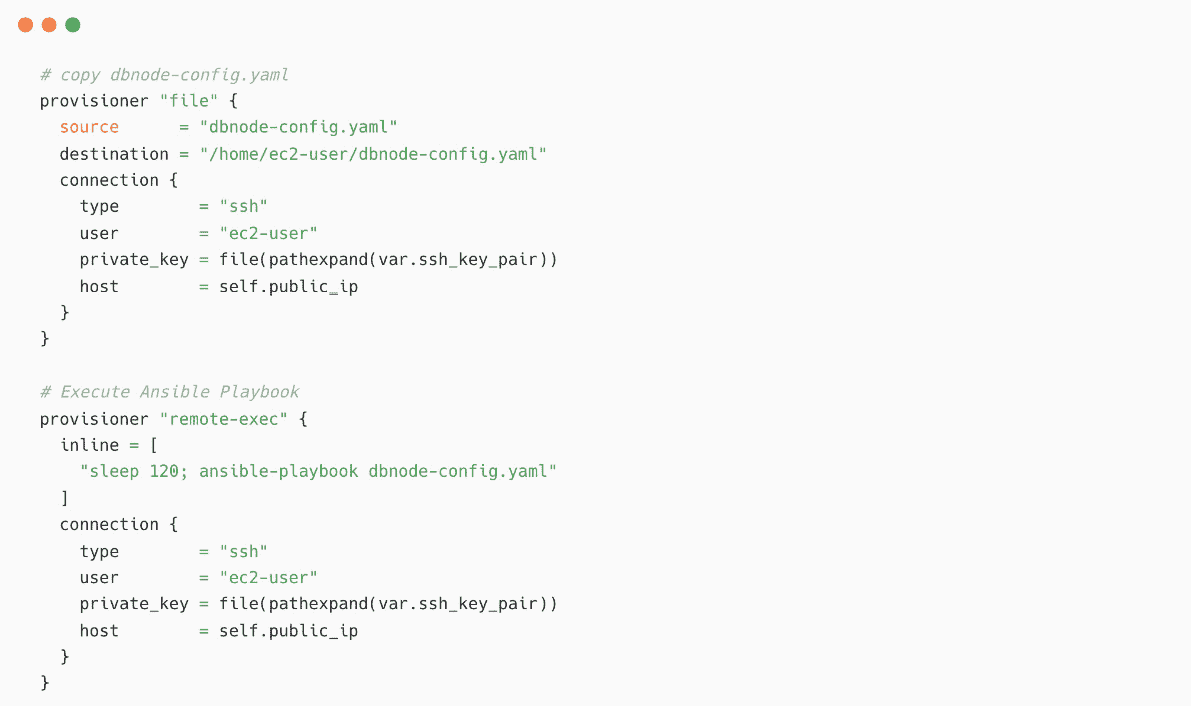 # copy dbnode-config.yaml
provisioner "file" {
  source      = "dbnode-config.yaml"
  destination = "/home/ec2-user/dbnode-config.yaml"
  connection {
    type        = "ssh"
    user        = "ec2-user"
    private_key = file(pathexpand(var.ssh_key_pair))
    host        = self.public_ip
  }
}

# Execute Ansible Playbook
provisioner "remote-exec" {
  inline = [
    "sleep 120; ansible-playbook dbnode-config.yaml"
  ]
  connection {
    type        = "ssh"
    user        = "ec2-user"
    private_key = file(pathexpand(var.ssh_key_pair))
    host        = self.public_ip
  }
}